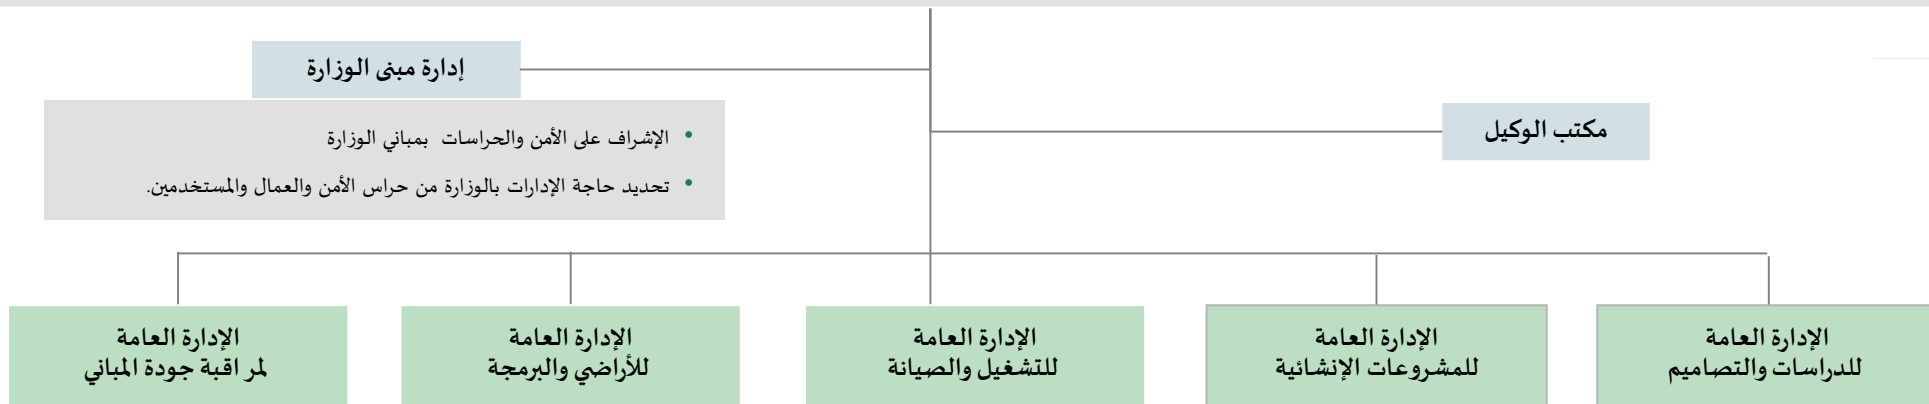 إدارة مبنى الوزارة
مكتب الوكيل
• الإشراف على الأمن والحراسات بمباني الوزارة
• تحديد حاجة الإدارات بالوزارة من حراس الأمن والعمال والمستخدمين.
الإدارة العامة
للدراسات والتصاميم
الإدارة العامة
للمشروعات الإنشائية
الإدارة العامة
للتشغيل والصيانة
الإدارة العامة
للأراضي والبرمجة
الإدارة العامة
لمراقبة جودة المباني